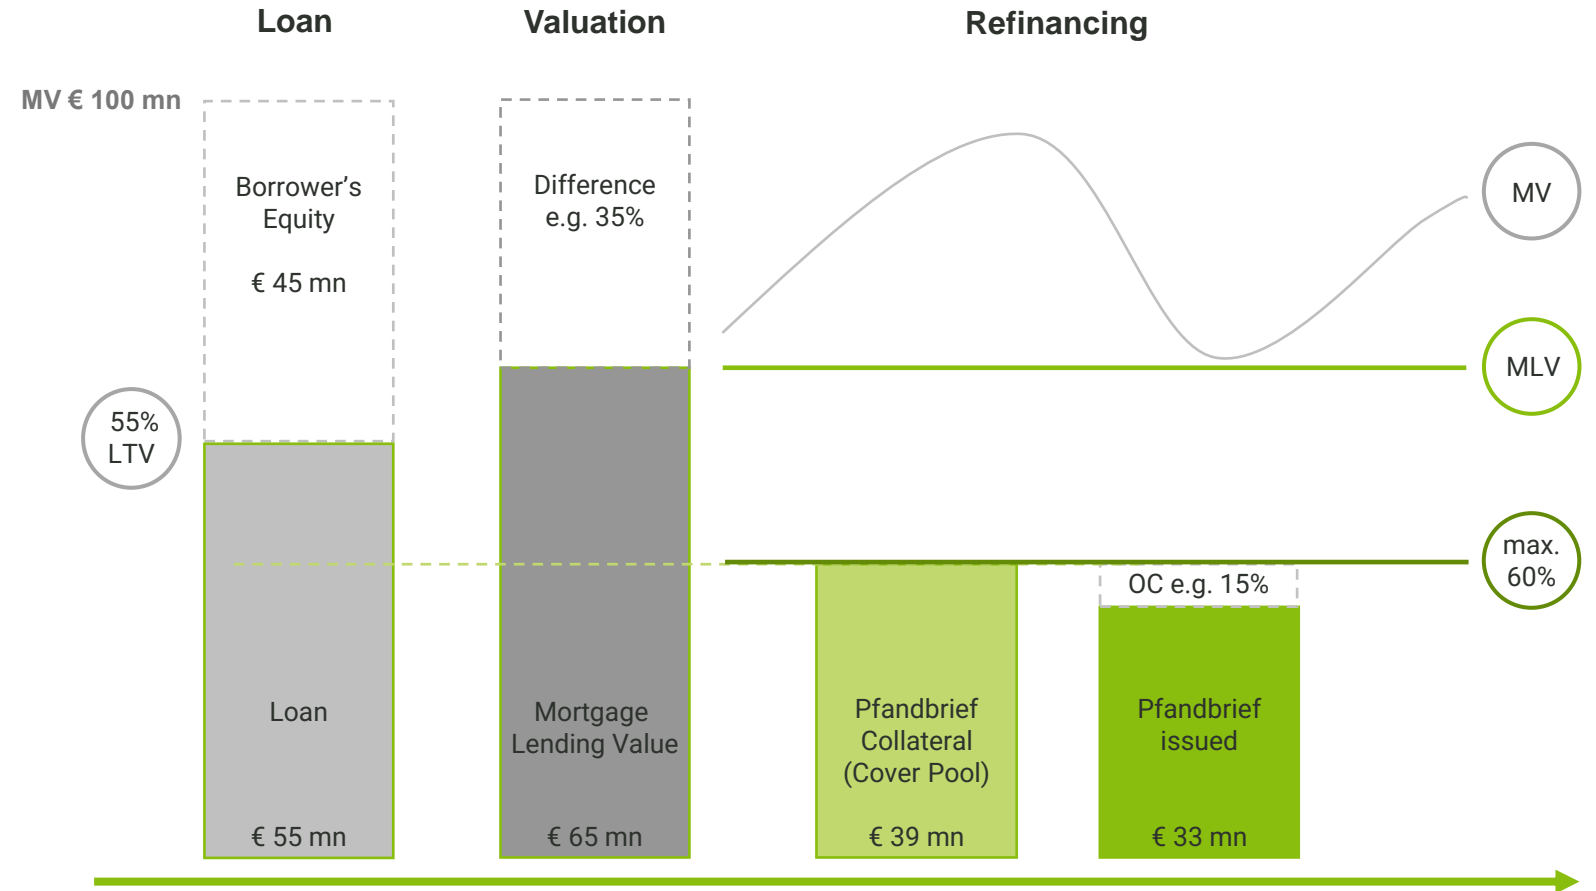 Loan
Valuation
Refinancing
MV € 100 mn
Borrower’s
Equity
€ 45 mn
Difference
e.g. 35%
MV
MLV
55%
LTV
max.
60%
OC e.g. 15%
Loan
€ 55 mn
Mortgage
Lending Value
€ 65 mn
Pfandbrief
Collateral
(Cover Pool)
€ 39 mn
Pfandbrief
issued
€ 33 mn